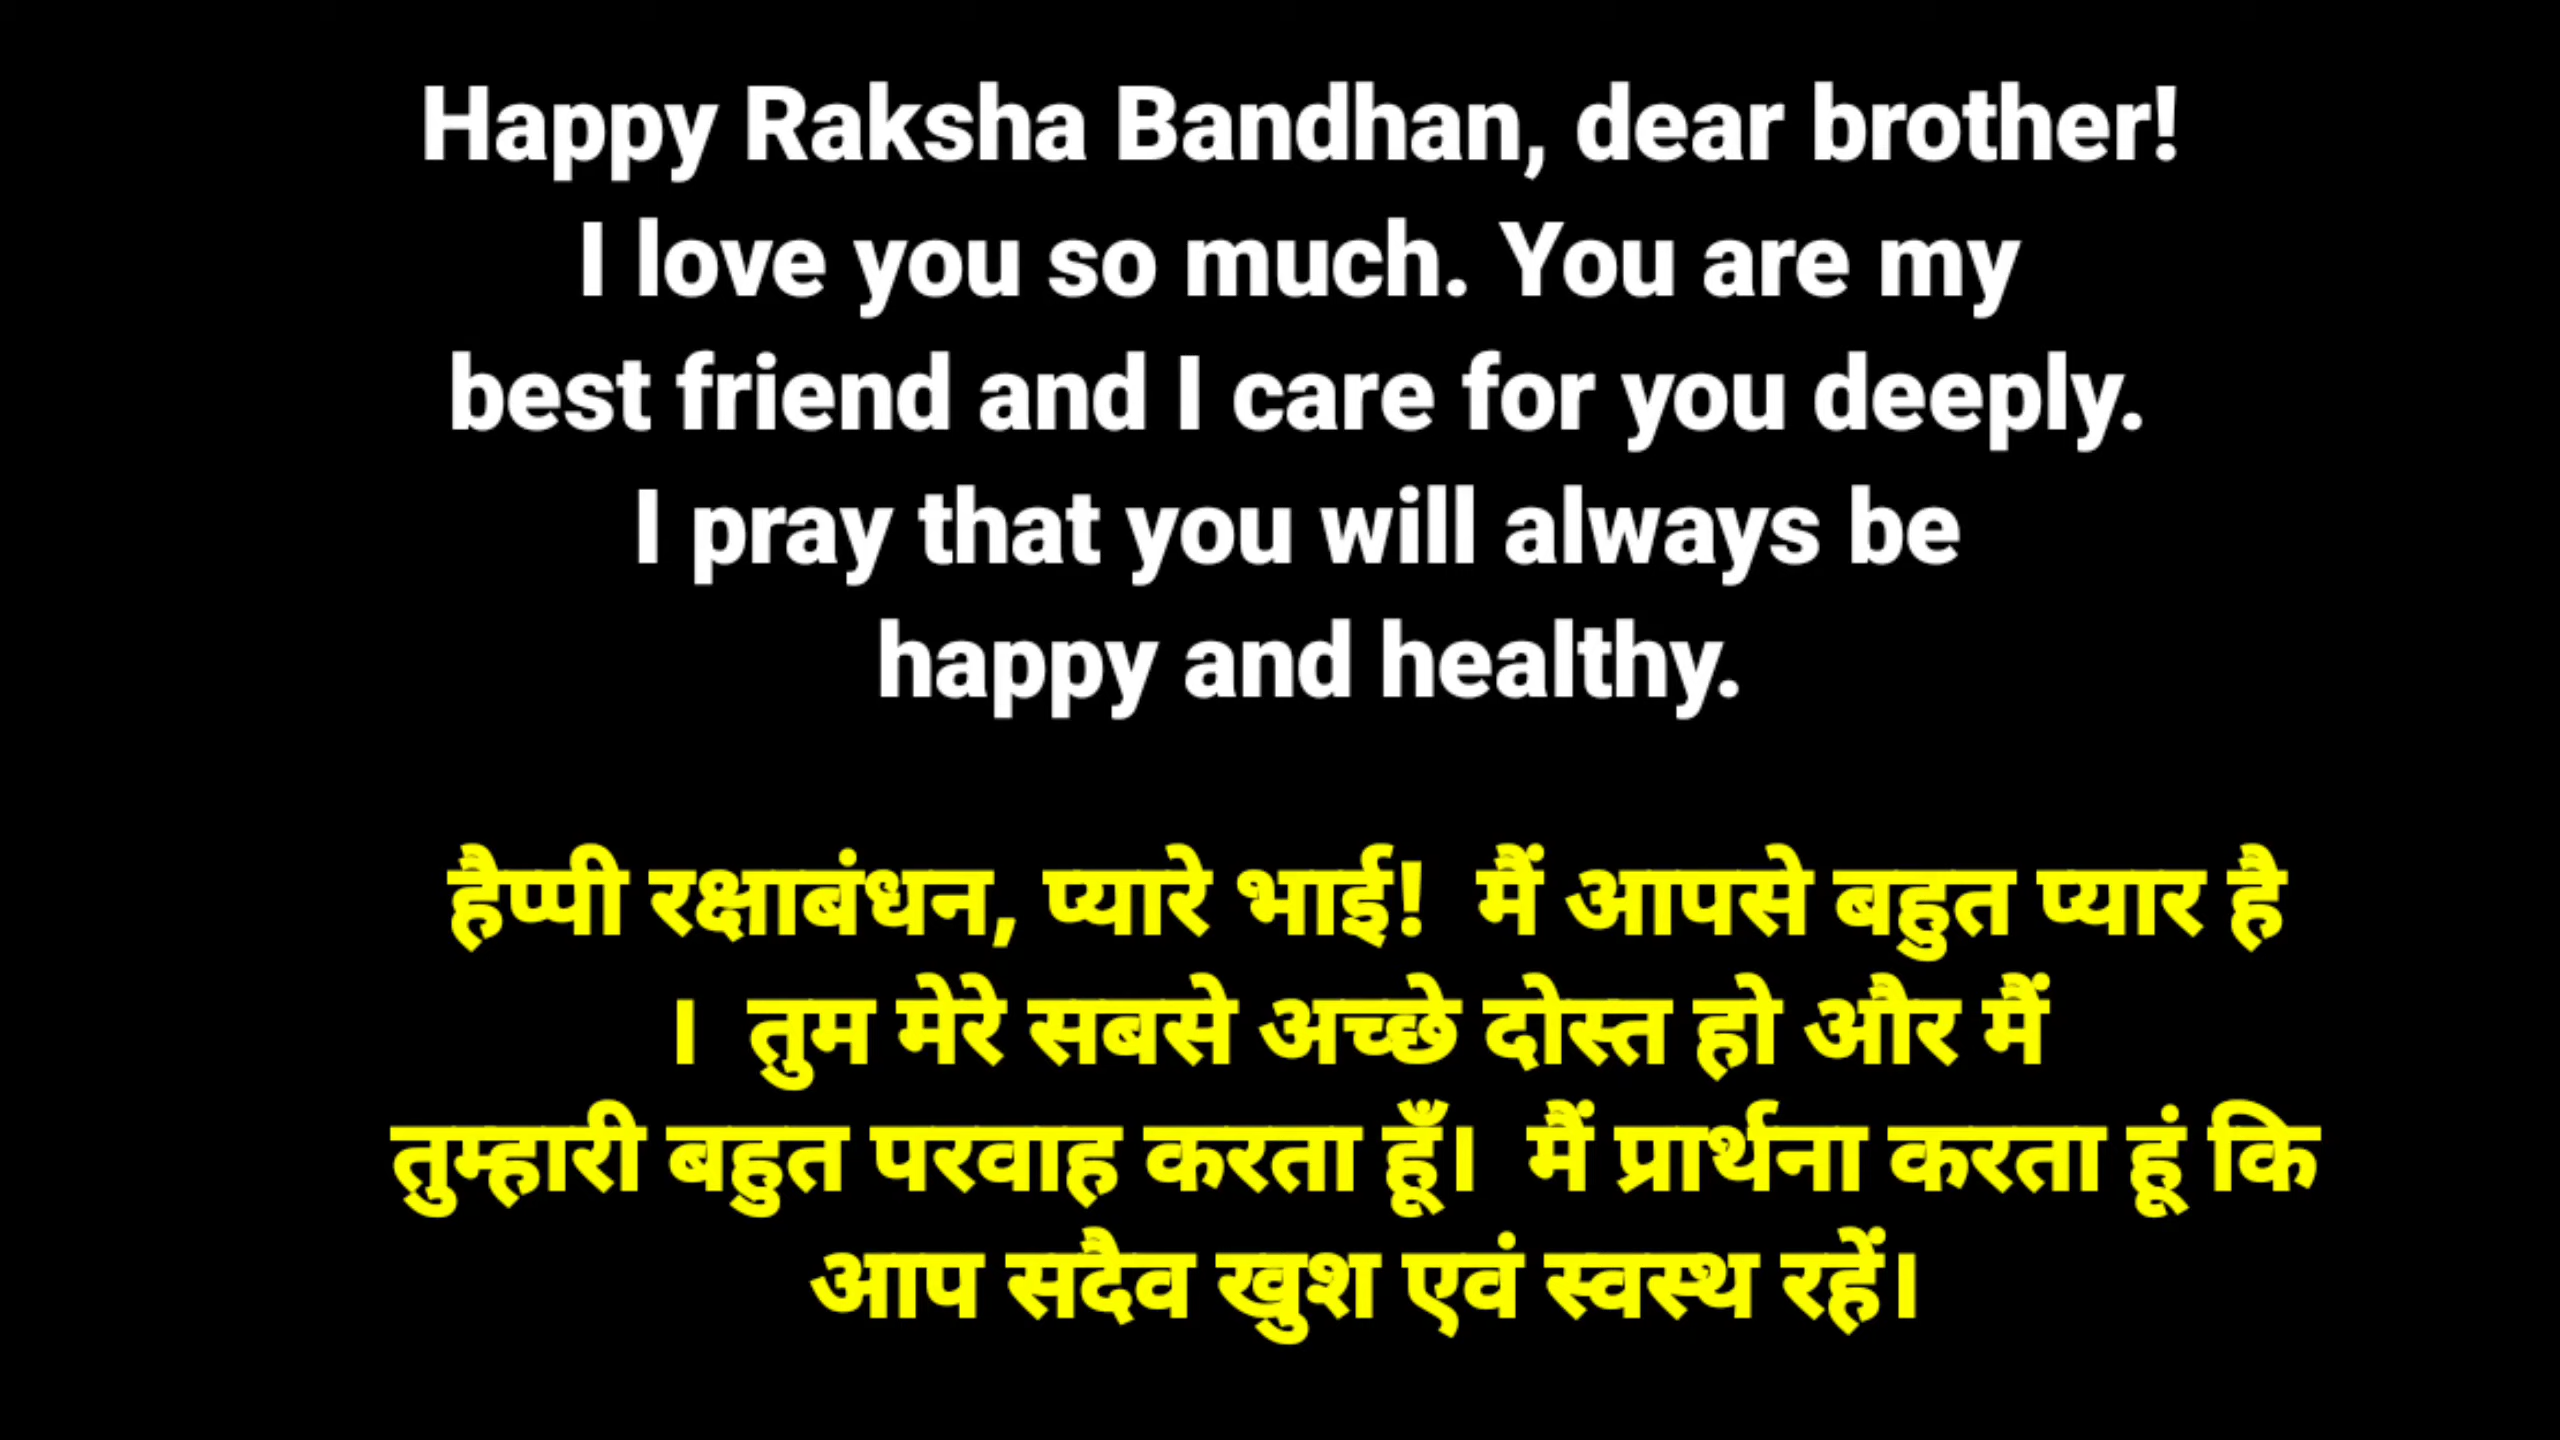 Happy Raksha Bandhan, dear brother!
I love you so much. You are my
best friend and I care for you deeply.
I pray that you will always be
happy and healthy.
हैप्पी रक्षाबंधन, प्यारे भाई! मैं आपसे बहुत प्यार है
। तुम मेरे सबसे अच्छे दोस्त हो और मैं
तुम्हारी बहुत परवाह करता हूँ। मैं प्रार्थना करता हूं कि
आप सदैव खुश एवं स्वस्थ रहें।